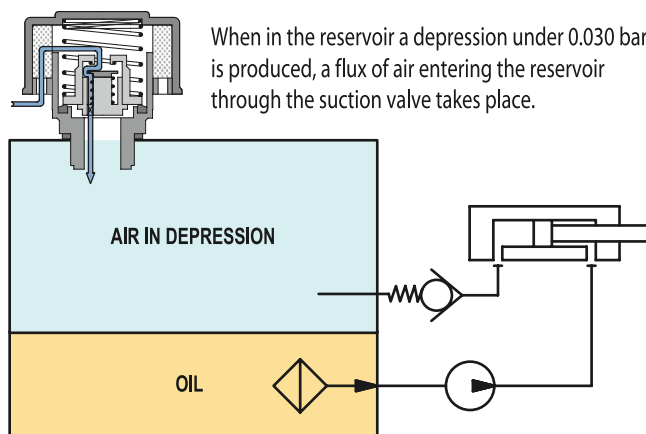 When in the reservoir a depression under 0.030 bar
is produced, a flux of air entering the reservoir
through the suction valve takes place.
AIR IN DEPRESSION
OIL